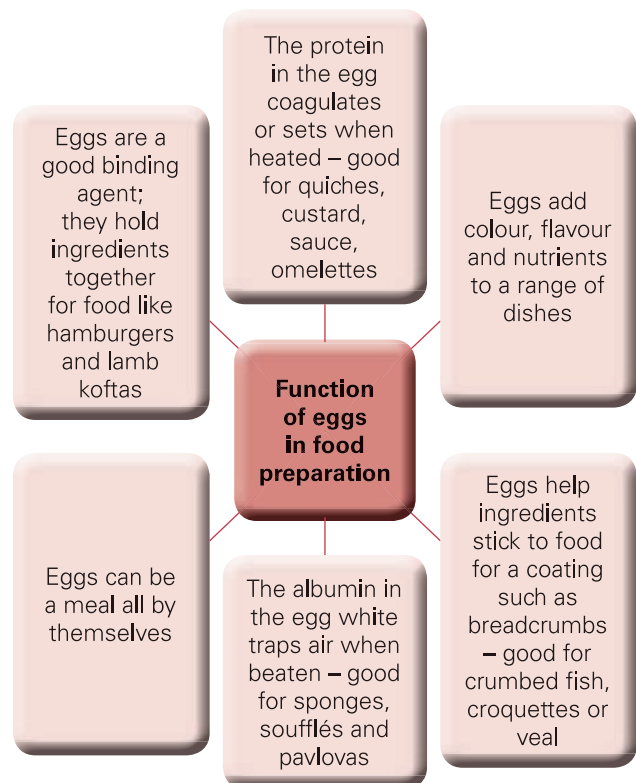 The protein
in the egg
coagulates
or sets when
heated – good
for quiches,
custard,
sauce,
omelettes
Eggs are a
good binding
agent;
they hold
ingredients
together
for food like
hamburgers
and lamb
koftas
Eggs add
colour, flavour
and nutrients
to a range of
dishes
Function
of eggs
in food
preparation
Eggs can be
a meal all by
themselves
The albumin in
the egg white
traps air when
beaten – good
for sponges,
soufflés and
pavlovas
Eggs help
ingredients
stick to food
for a coating
such as
breadcrumbs
– good for
crumbed fish,
croquettes or
veal